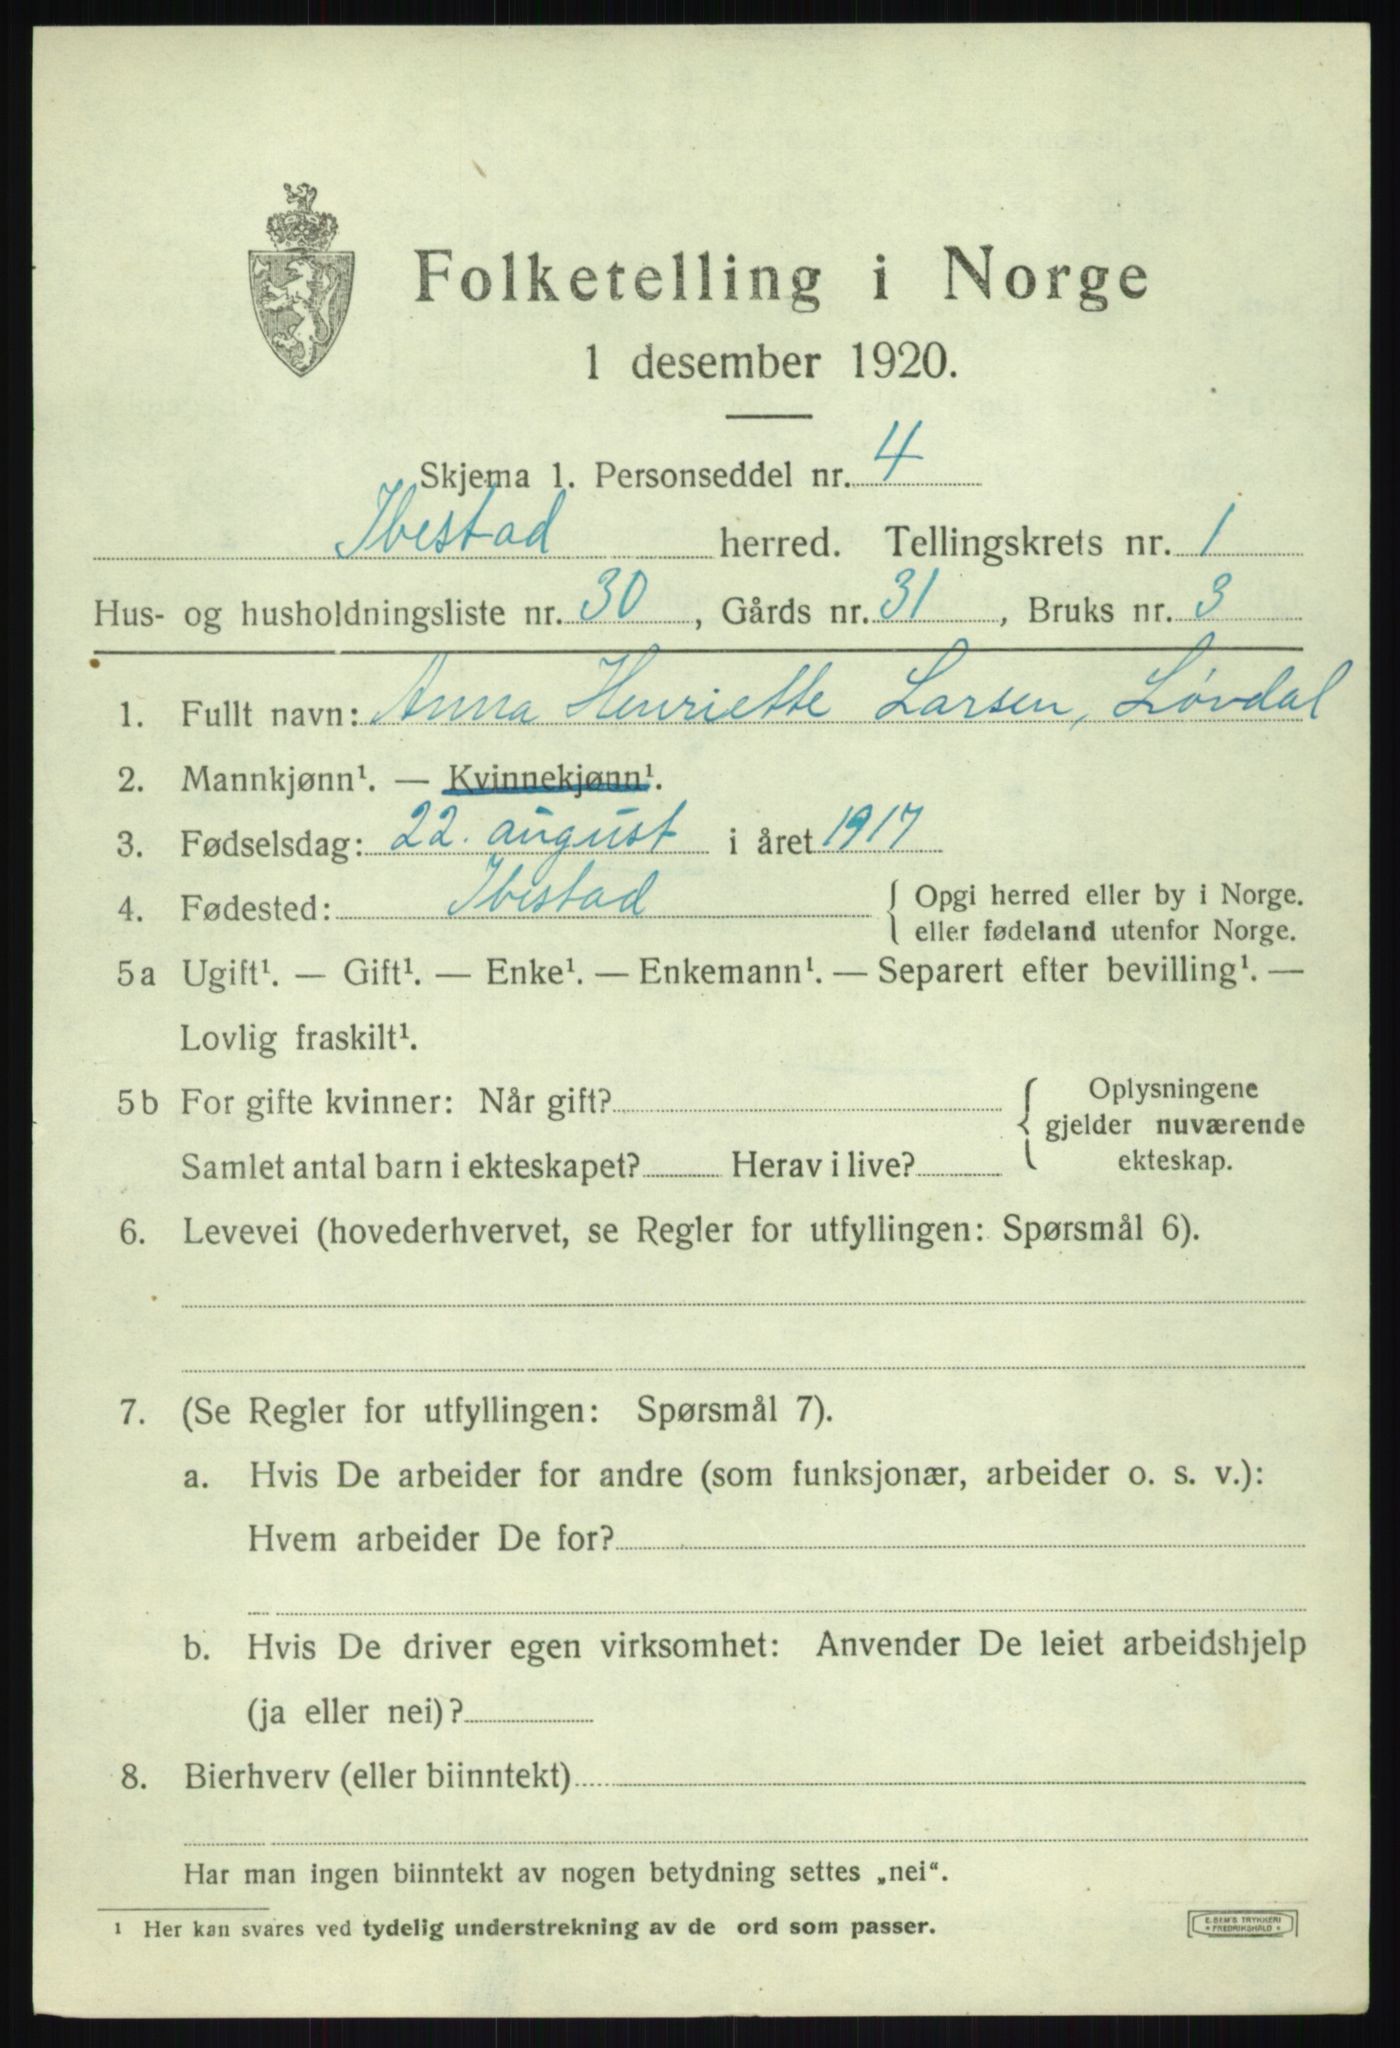 Folketelling i Norge
1 desember 1920.
Skjema 1. Personseddel nr. 4
Ibestad herred. Tellingskrets nr. 1
Hus- og husholdningsliste nr. 30, Gårds nr. 31, Bruks nr. 3
1. Fullt navn: Anna Henriette Larsen, Løvdal
2. Mannkjønn¹. — Kvinnekjønn¹.
3. Fødselsdag: 22. august i året 1917
4. Fødested: Ibestad { Opgi herred eller by i Norge.
eller fødeland utenfor Norge.
5a Ugift¹. — Gift¹. — Enke¹. — Enkemann¹. — Separert efter bevilling¹. —
Lovlig fraskilt¹.
5b For gifte kvinner: Når gift? { Oplysningene
gjelder nuværende
Samlet antal barn i ekteskapet? Herav i live? ekteskap.
6. Levevei (hovederhvervet, se Regler for utfyllingen: Spørsmål 6).
7. (Se Regler for utfyllingen: Spørsmål 7).
a. Hvis De arbeider for andre (som funksjonær, arbeider o. s. v.):
Hvem arbeider De for?
b. Hvis De driver egen virksomhet: Anvender De leiet arbeidshjelp
(ja eller nei)?
8. Bierhverv (eller biinntekt)
Har man ingen biinntekt av nogen betydning settes „nei“.
¹ Her kan svares ved tydelig understrekning av de ord som passer.
E. SEM'S TRYKKERI
* FREDRIKSHALD *